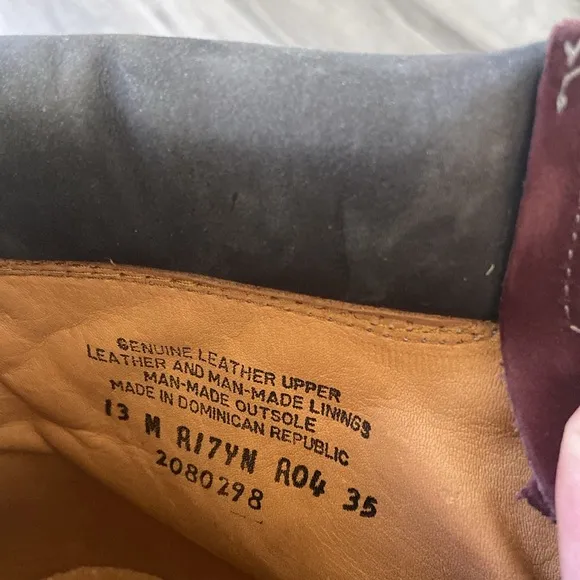 GENUINE LEATHER UPPER
LEATHER AND MAN-MADE LININGS
MAN-MADE OUTSOLE
MADE IN DOMINICAN REPUBLIC
13 M A17YN A04 35
2080298